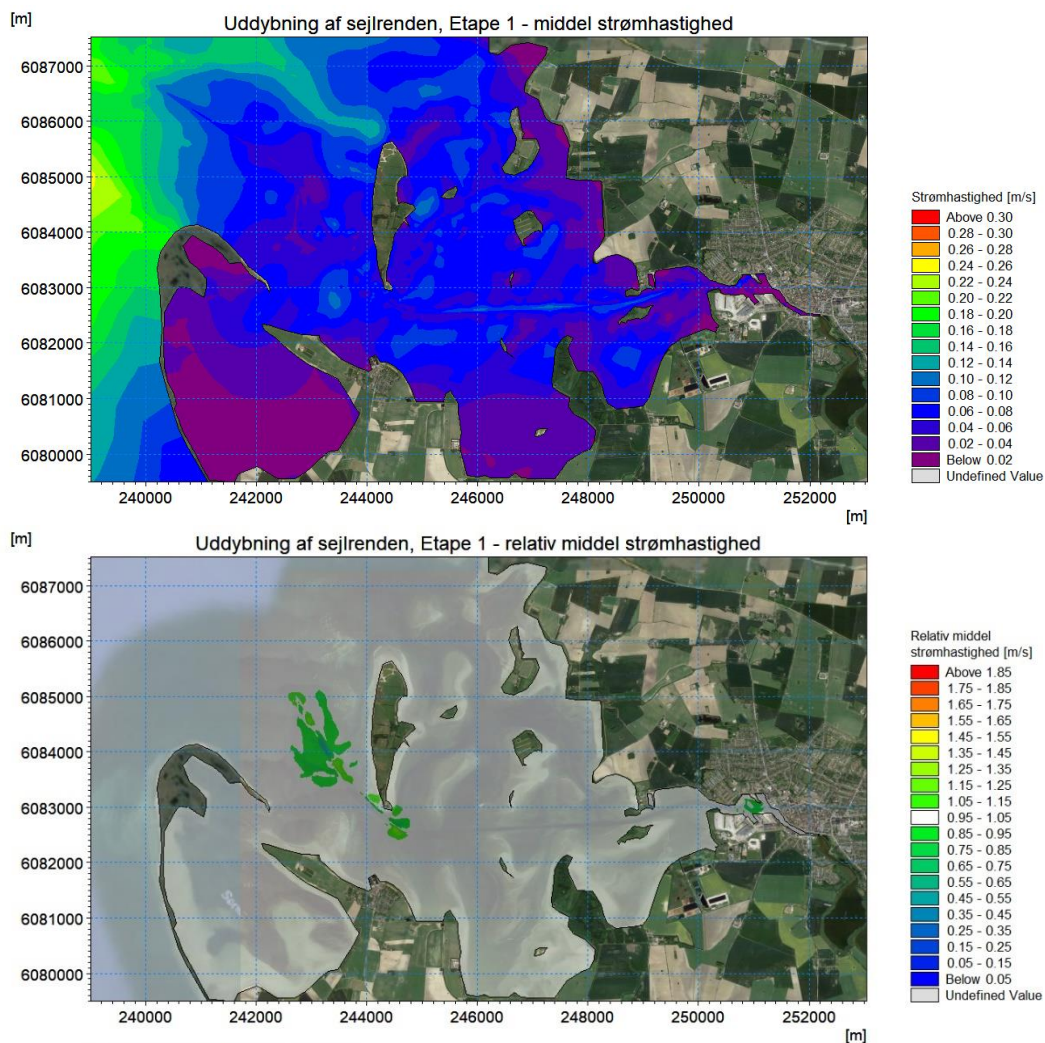 [m]
Uddybning af sejlrenden, Etape 1 - middel strømhastighed
6087000
6086000
6085000
6084000
6083000
6082000
6081000
6080000
240000 242000 244000 246000 248000 250000 252000
[m]
Strømhastighed [m/s]
Above 0.30
0.28 - 0.30
0.26 - 0.28
0.24 - 0.26
0.22 - 0.24
0.20 - 0.22
0.18 - 0.20
0.16 - 0.18
0.14 - 0.16
0.12 - 0.14
0.10 - 0.12
0.08 - 0.10
0.06 - 0.08
0.04 - 0.06
0.02 - 0.04
Below 0.02
Undefined Value
[m]
Uddybning af sejlrenden, Etape 1 - relativ middel strømhastighed
6087000
6086000
6085000
6084000
6083000
6082000
6081000
6080000
240000 242000 244000 246000 248000 250000 252000
[m]
Relativ middel
strømhastighed [m/s]
Above 1.85
1.75 - 1.85
1.65 - 1.75
1.55 - 1.65
1.45 - 1.55
1.35 - 1.45
1.25 - 1.35
1.15 - 1.25
1.05 - 1.15
0.95 - 1.05
0.85 - 0.95
0.75 - 0.85
0.65 - 0.75
0.55 - 0.65
0.45 - 0.55
0.35 - 0.45
0.25 - 0.35
0.15 - 0.25
0.05 - 0.15
Below 0.05
Undefined Value